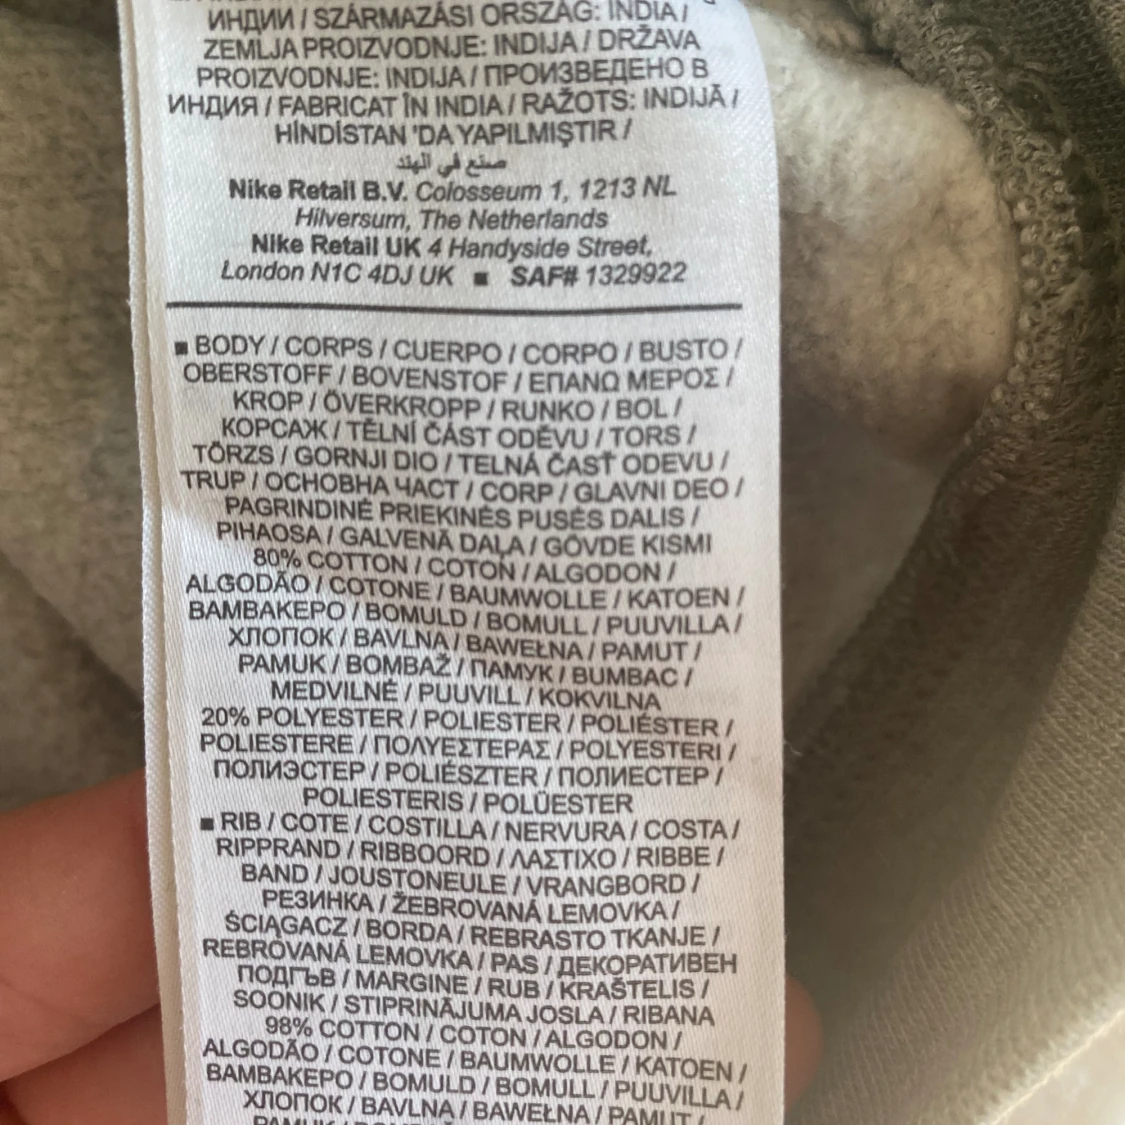 ИНДИИ / SZÁRMAZÁSI ORSZÁG: INDIA /
ZEMLJA PROIZVODNJE: INDIJA / DRŽAVA
PROIZVODNJE: INDIJA / ПРОИЗВЕДЕНО В
ИНДИЯ / FABRICAT ÎN INDIA / RAŽOTS: INDIJĀ /
HİNDİSTAN 'DA YAPILMIŞTIR /
صنع في الهند
Nike Retail B.V. Colosseum 1, 1213 NL
Hilversum, The Netherlands
Nike Retail UK 4 Handyside Street,
London N1C 4DJ UK ■ SAF# 1329922
■ BODY / CORPS / CUERPO / CORPO / BUSTO /
OBERSTOFF / BOVENSTOF / ΕΠΑΝΩ ΜΕΡΟΣ /
KROP / ÖVERKROPP / RUNKO / BOL /
КОРСАЖ / TĚLNÍ ČÁST ODĚVU / TORS /
TÖRZS / GORNJI DIO / TELNÁ ČASŤ ODEVU /
TRUP / ОСНОВНА ЧАСТ / CORP / GLAVNI DEO /
PAGRINDINĖ PRIEKINĖS PUSĖS DALIS /
PIHAOSA / GALVENĀ DAĻA / GÖVDE KISMI
80% COTTON / COTON / ALGODON /
ALGODÃO / COTONE / BAUMWOLLE / KATOEN /
ΒΑΜΒΑΚΕΡΟ / BOMULD / BOMULL / PUUVILLA /
ХЛОПОК / BAVLNA / BAWEŁNA / PAMUT /
PAMUK / BOMBAŽ / ПАМУК / BUMBAC /
MEDVILNĖ / PUUVILL / KOKVILNA
20% POLYESTER / POLIESTER / POLIÉSTER /
POLIESTERE / ΠΟΛΥΕΣΤΕΡΑΣ / POLYESTERI /
ПОЛИЭСТЕР / POLIÉSZTER / ПОЛИЕСТЕР /
POLIESTERIS / POLÜESTER
■ RIB / COTE / COSTILLA / NERVURA / COSTA /
RIPPRAND / RIBBOORD / ΛΑΣΤΙΧΟ / RIBBE /
BAND / JOUSTONEULE / VRANGBORD /
РЕЗИНКА / ŽEBROVANÁ LEMOVKA /
ŚCIĄGACZ / BORDA / REBRASTO TKANJE /
REBROVANÁ LEMOVKA / PAS / ДЕКОРАТИВЕН
ПОДГЪВ / MARGINE / RUB / KRAŠTELIS /
SOONIK / STIPRINĀJUMA JOSLA / RIBANA
98% COTTON / COTON / ALGODON /
ALGODÃO / COTONE / BAUMWOLLE / KATOEN /
ΒΑΜΒΑΚΕΡΟ / BOMULD / BOMULL / PUUVILLA /
ХЛОПОК / BAVLNA / BAWEŁNA / PAMUT /